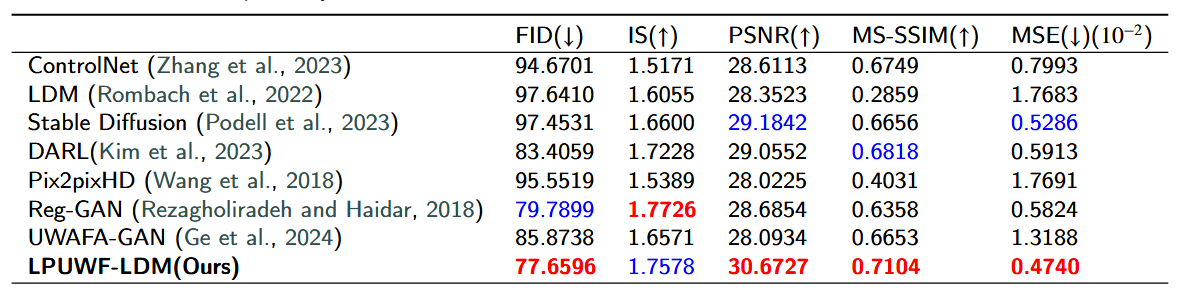 FID(↓) IS(↑) PSNR(↑) MS-SSIM(↑) MSE(↓)(10⁻²)
ControlNet (Zhang et al., 2023) 94.6701 1.5171 28.6113 0.6749 0.7993
LDM (Rombach et al., 2022) 97.6410 1.6055 28.3523 0.2859 1.7683
Stable Diffusion (Podell et al., 2023) 97.4531 1.6600 29.1842 0.6656 0.5286
DARL(Kim et al., 2023) 83.4059 1.7228 29.0552 0.6818 0.5913
Pix2pixHD (Wang et al., 2018) 95.5519 1.5389 28.0225 0.4031 1.7691
Reg-GAN (Rezagholiradeh and Haidar, 2018) 79.7899 1.7726 28.6854 0.6358 0.5824
UWAFA-GAN (Ge et al., 2024) 85.8738 1.6571 28.0934 0.6653 1.3188
LPUWF-LDM(Ours) 77.6596 1.7578 30.6727 0.7104 0.4740